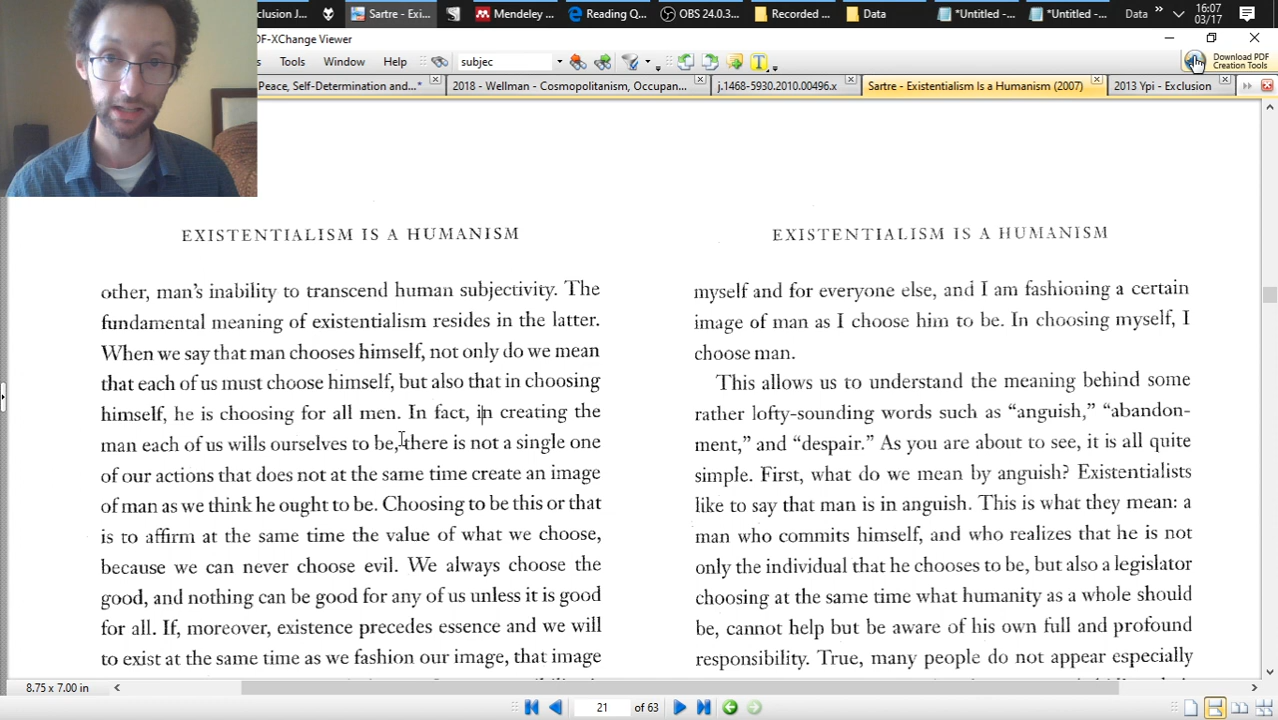 clusion J...
Sartre - Exi...
Mendeley ...
Reading Q...
OBS 24.0.3...
Recorded ...
Data
*Untitled -...
*Untitled -...
Data
16:07
03/17
DF-XChange Viewer
s
Tools
Window
Help
subjec
Download PDF
Creation Tools
Peace, Self-Determination and...*
2018 - Wellman - Cosmopolitanism, Occupan...
j.1468-5930.2010.00496.x
Sartre - Existentialism Is a Humanism (2007)
2013 Ypi - Exclusion
EXISTENTIALISM IS A HUMANISM
other, man's inability to transcend human subjectivity. The
fundamental meaning of existentialism resides in the latter.
When we say that man chooses himself, not only do we mean
that each of us must choose himself, but also that in choosing
himself, he is choosing for all men. In fact, in creating the
man each of us wills ourselves to be, there is not a single one
of our actions that does not at the same time create an image
of man as we think he ought to be. Choosing to be this or that
is to affirm at the same time the value of what we choose,
because we can never choose evil. We always choose the
good, and nothing can be good for any of us unless it is good
for all. If, moreover, existence precedes essence and we will
to exist at the same time as we fashion our image, that image
EXISTENTIALISM IS A HUMANISM
myself and for everyone else, and I am fashioning a certain
image of man as I choose him to be. In choosing myself, I
choose man.
This allows us to understand the meaning behind some
rather lofty-sounding words such as "anguish," "abandon-
ment," and "despair." As you are about to see, it is all quite
simple. First, what do we mean by anguish? Existentialists
like to say that man is in anguish. This is what they mean: a
man who commits himself, and who realizes that he is not
only the individual that he chooses to be, but also a legislator
choosing at the same time what humanity as a whole should
be, cannot help but be aware of his own full and profound
responsibility. True, many people do not appear especially
8.75 x 7.00 in
21
of 63